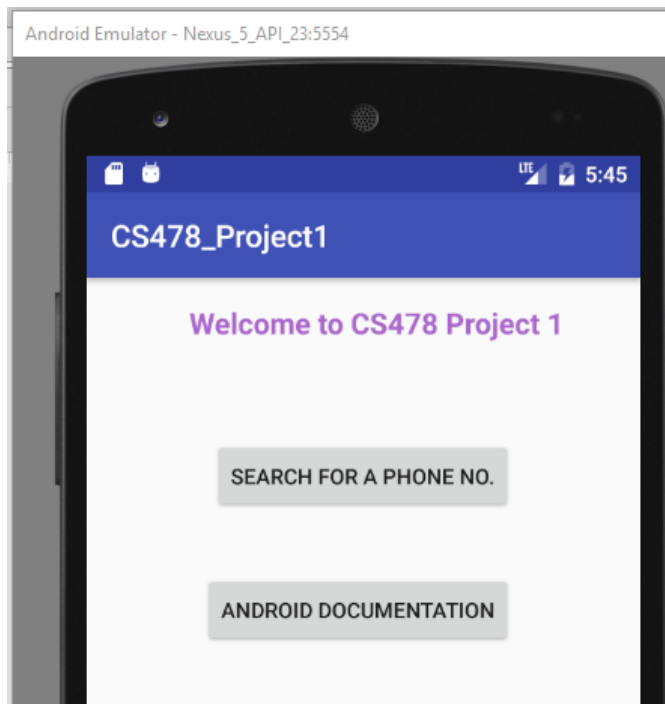 Android Emulator - Nexus_5_API_23:5554
LTE 5:45
CS478_Project1
Welcome to CS478 Project 1
SEARCH FOR A PHONE NO.
ANDROID DOCUMENTATION